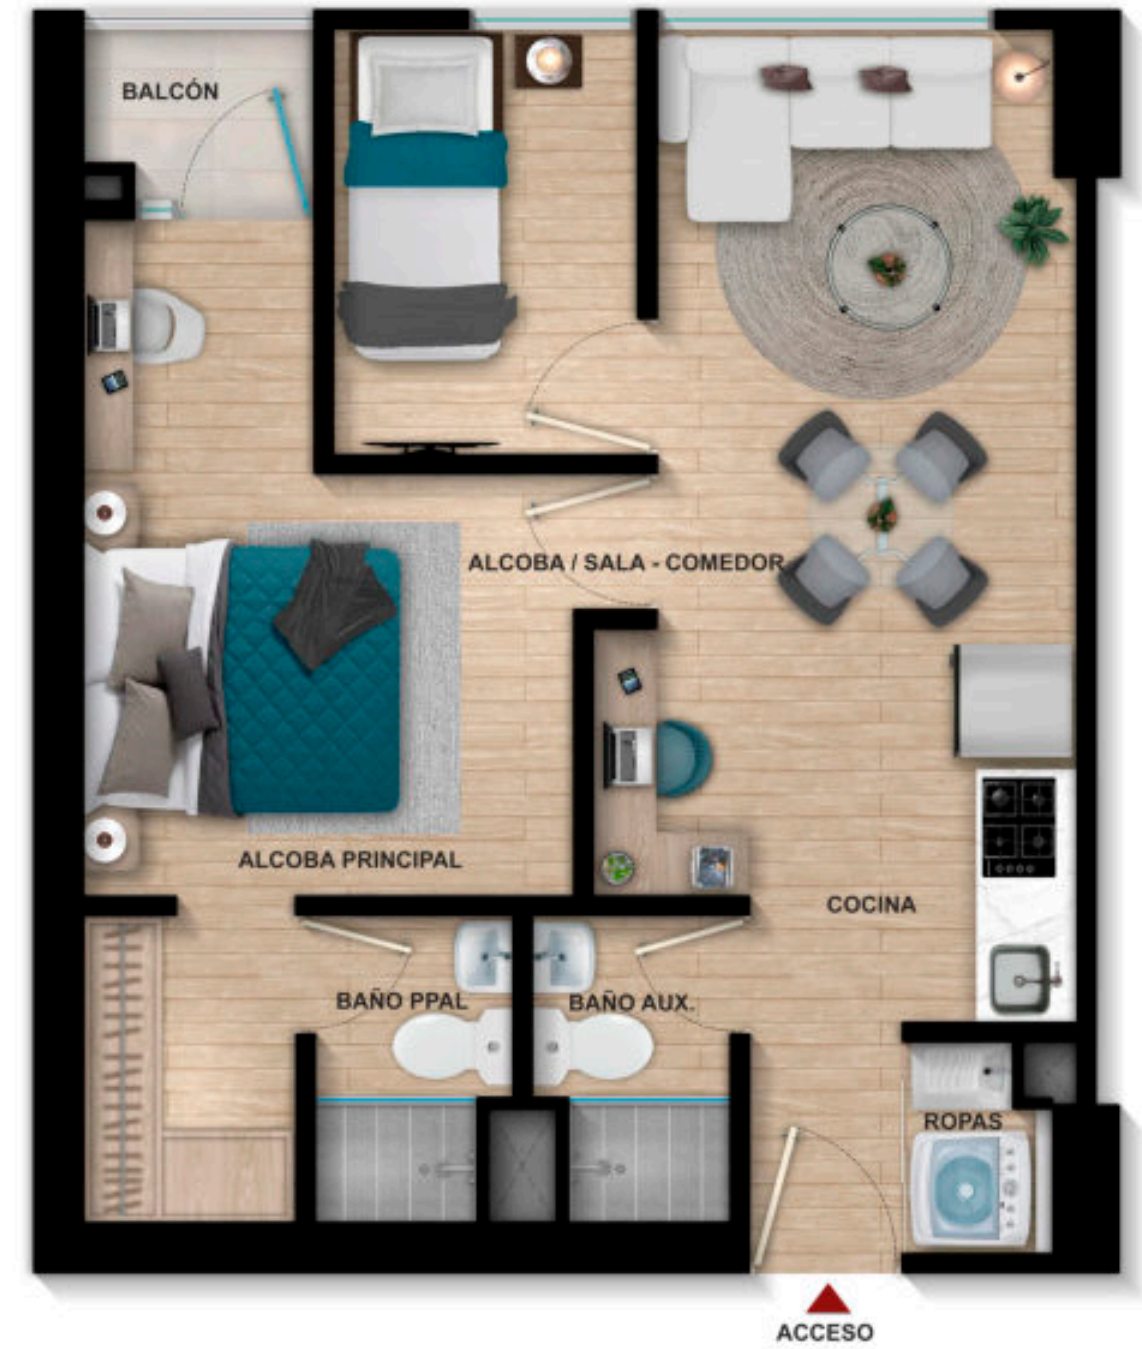 BALCÓN
ALCOBA / SALA - COMEDOR
ALCOBA PRINCIPAL
COCINA
BAÑO PPAL
BAÑO AUX.
ROPAS
ACCESO